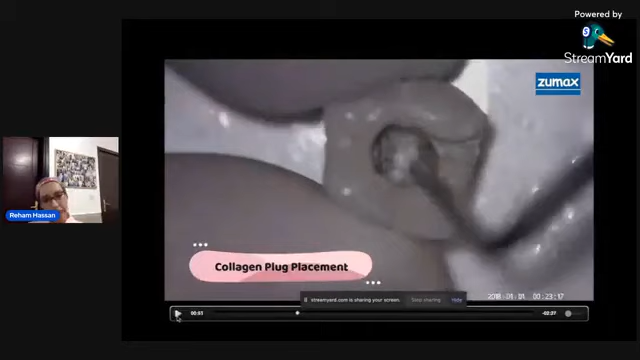 Powered by
S
StreamYard
zumax
Reham Hassan
Collagen Plug Placement
streamyard.com is sharing your screen.
Stop sharing
Hide
2018-01-01 00:23:17
00:51
-02:37